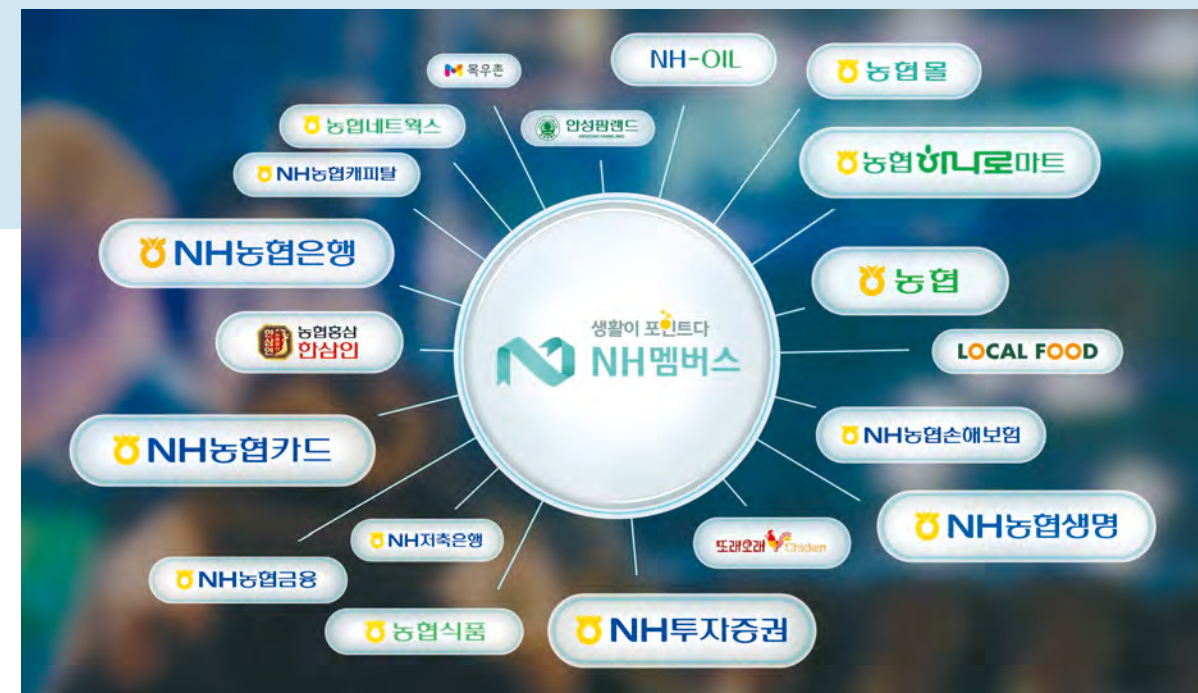 목우촌
NH-OIL
농협몰
농협네트웍스
안성팜랜드
NH농협캐피탈
농협하나로마트
NH농협은행
농협
생활이 포인트다
NH멤버스
농협홍삼
한삼인
한삼인
LOCAL FOOD
NH농협카드
NH농협손해보험
NH농협생명
NH저축은행
또래오래 Chicken
NH농협금융
농협식품
NH투자증권